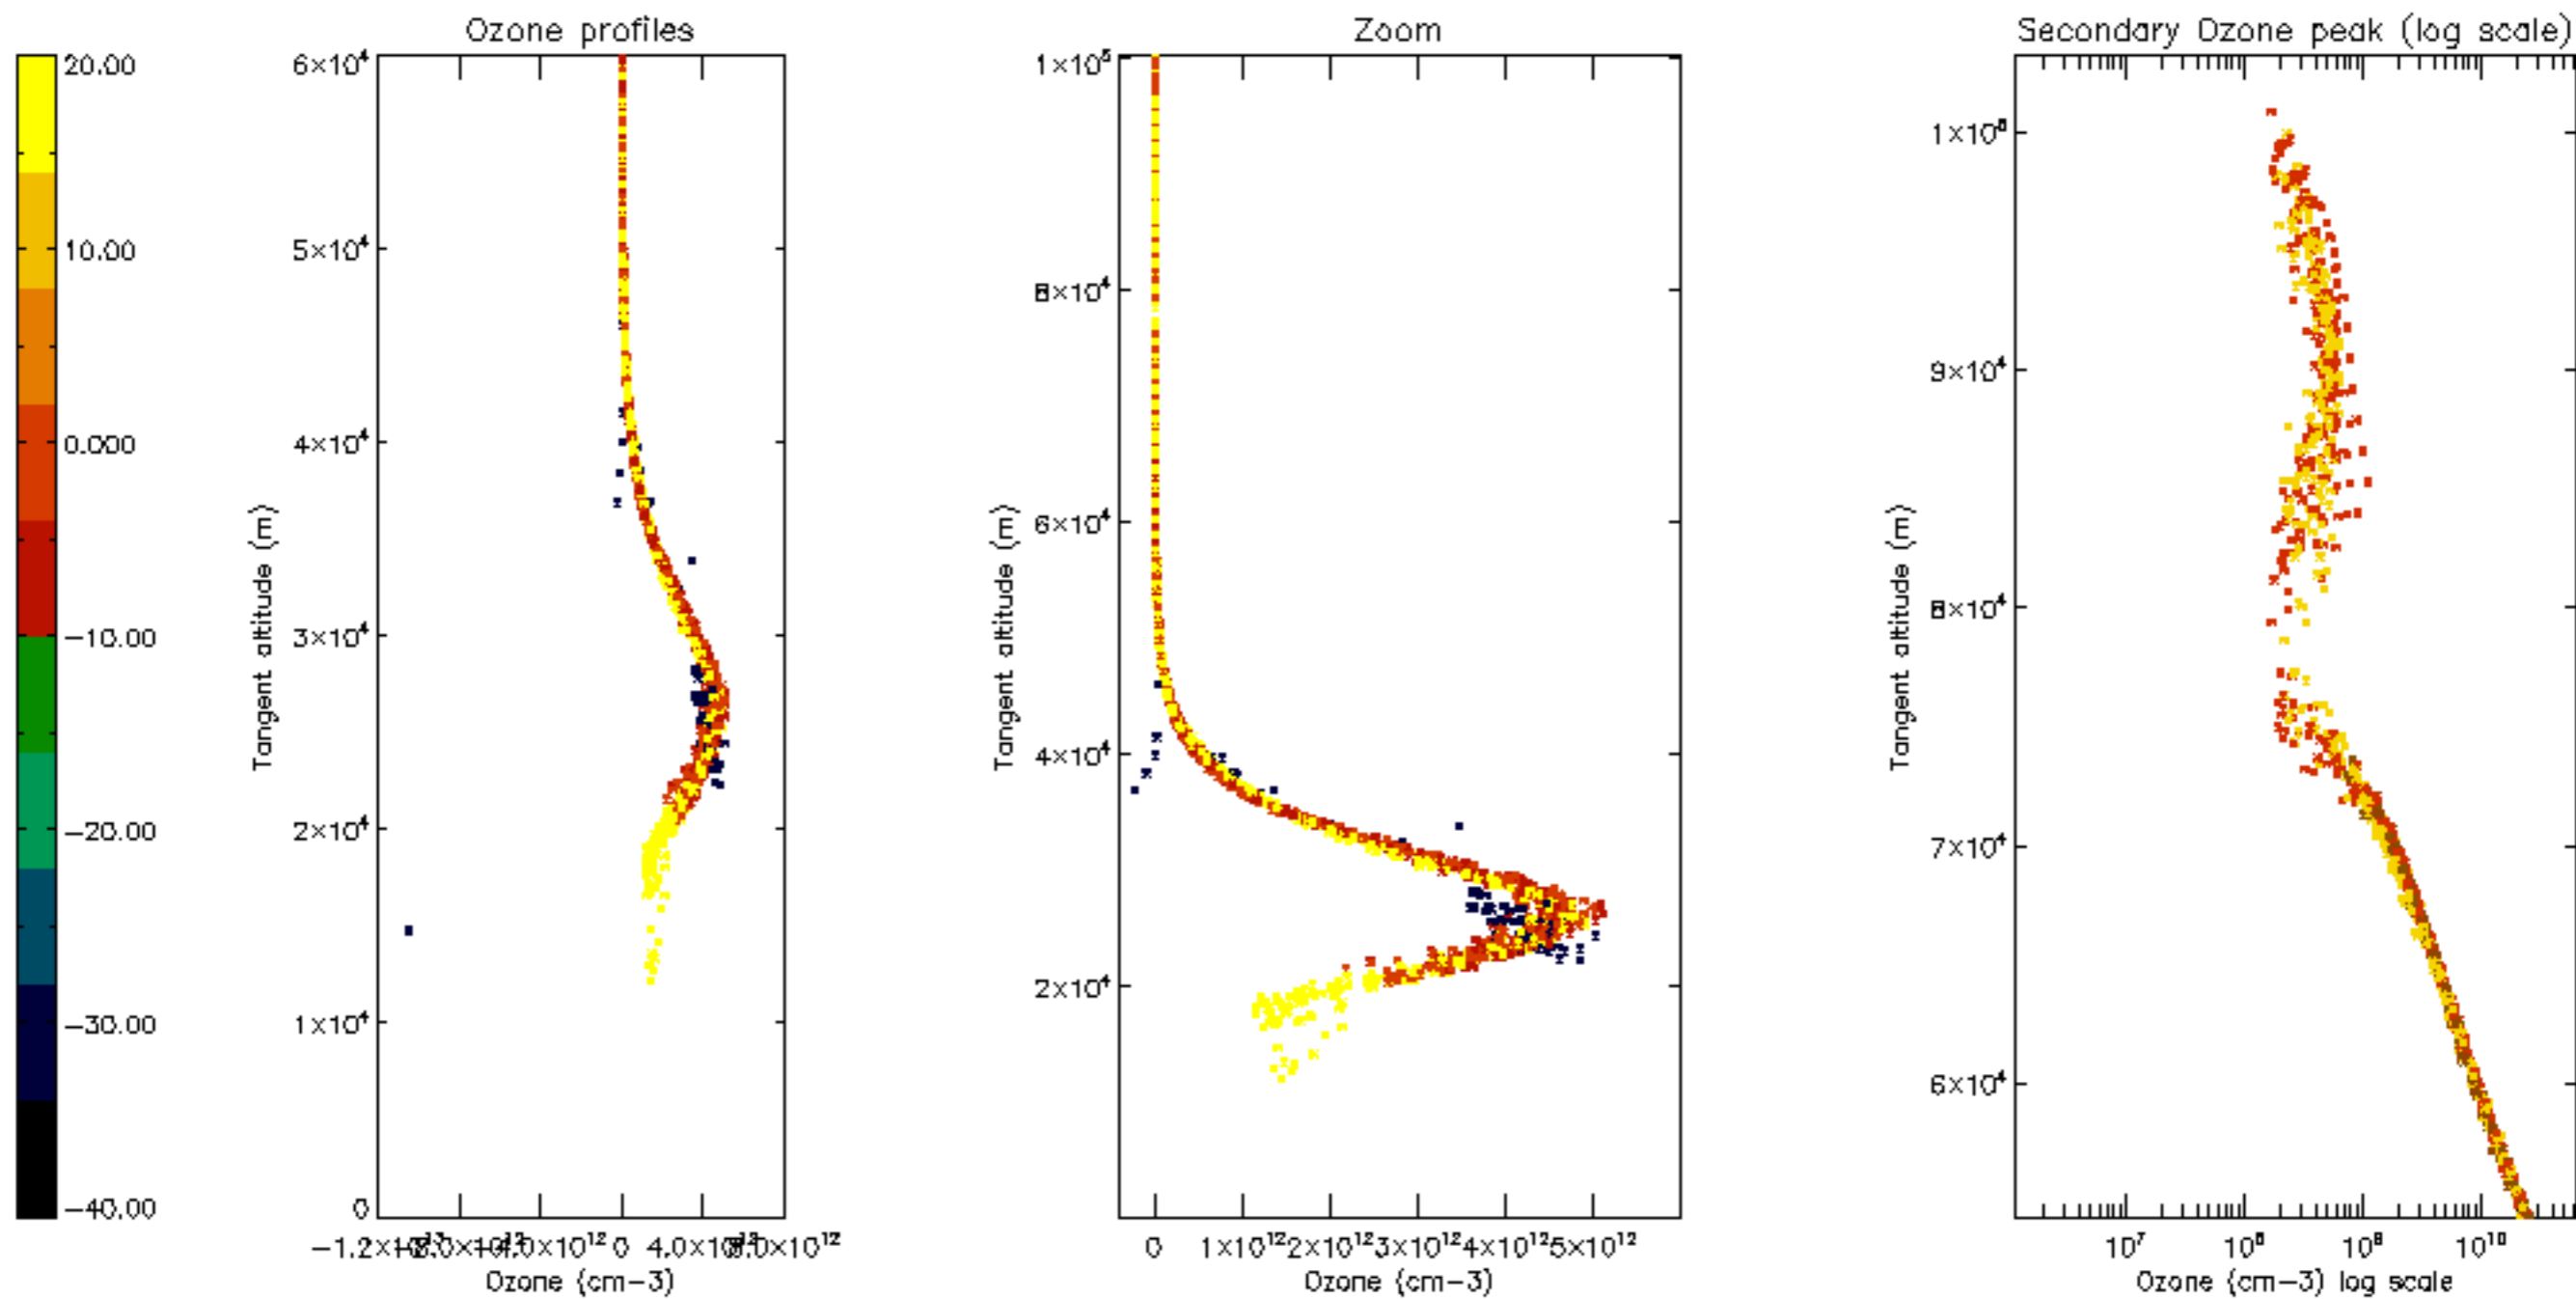 Ozone profiles
Zoom
Secondary Ozone peak (log scale)
20.00
10.00
0.000
−10.00
−20.00
−30.00
−40.00
6×10⁴
5×10⁴
4×10⁴
3×10⁴
2×10⁴
1×10⁴
0
Tangent altitude (m)
4.0×10¹² 0
Ozone (cm−3)
1×10⁵
8×10⁴
6×10⁴
4×10⁴
2×10⁴
Tangent altitude (m)
0 1×10¹² 2×10¹² 3×10¹² 4×10¹² 5×10¹²
Ozone (cm−3)
9×10⁴
8×10⁴
7×10⁴
6×10⁴
Tangent altitude (m)
10⁷ 10⁸ 10⁹ 10¹⁰
Ozone (cm−3) log scale